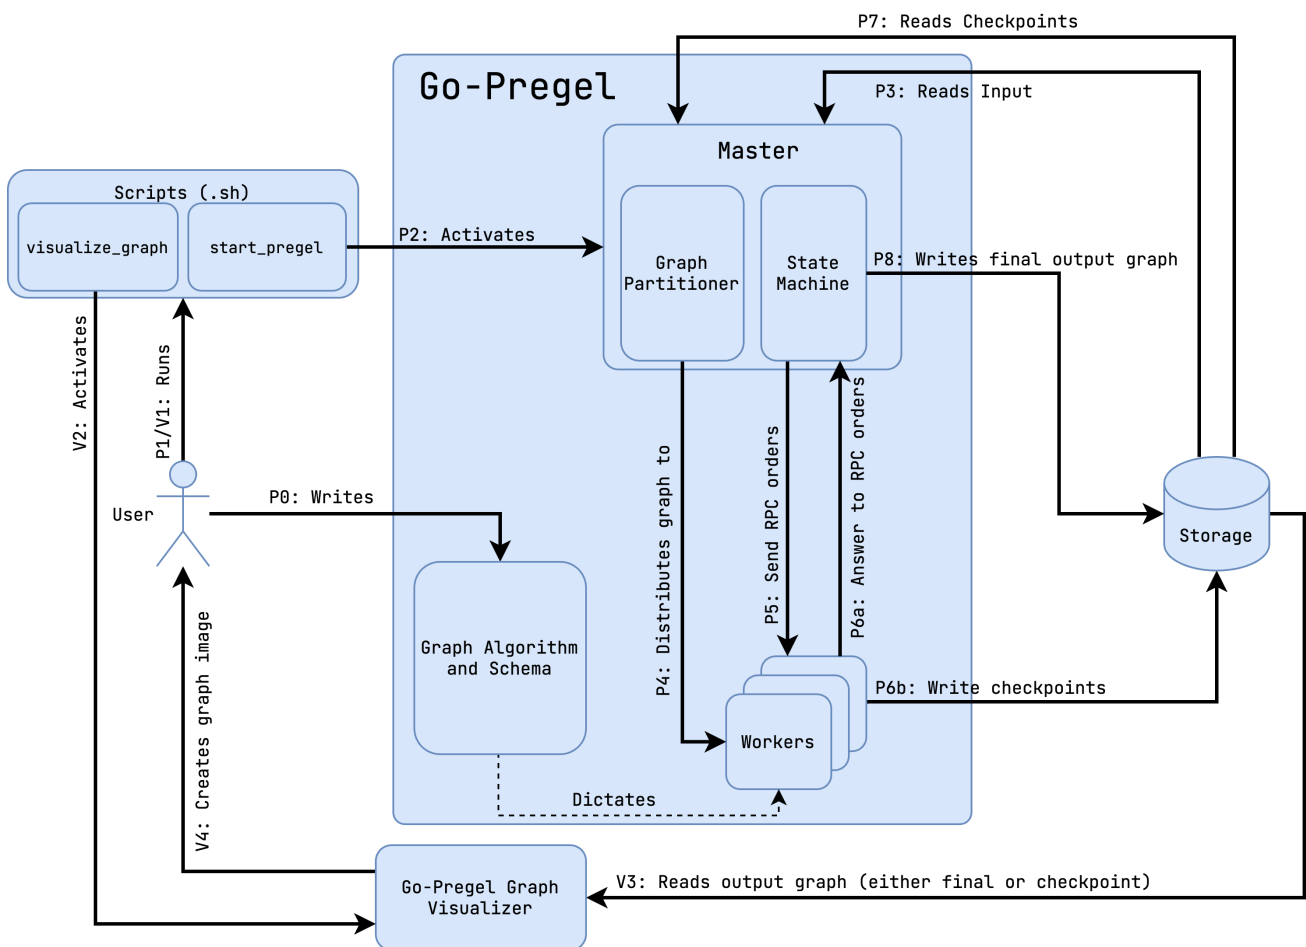 P7: Reads Checkpoints
Go-Pregel
P3: Reads Input
Master
Scripts (.sh)
visualize_graph
start_pregel
P2: Activates
Graph
Partitioner
State
Machine
P8: Writes final output graph
V2: Activates
P1/V1: Runs
User
P0: Writes
P4: Distributes graph to
P5: Send RPC orders
P6a: Answer to RPC orders
Storage
Graph Algorithm
and Schema
V4: Creates graph image
P6b: Write checkpoints
Workers
Dictates
Go-Pregel Graph
Visualizer
V3: Reads output graph (either final or checkpoint)